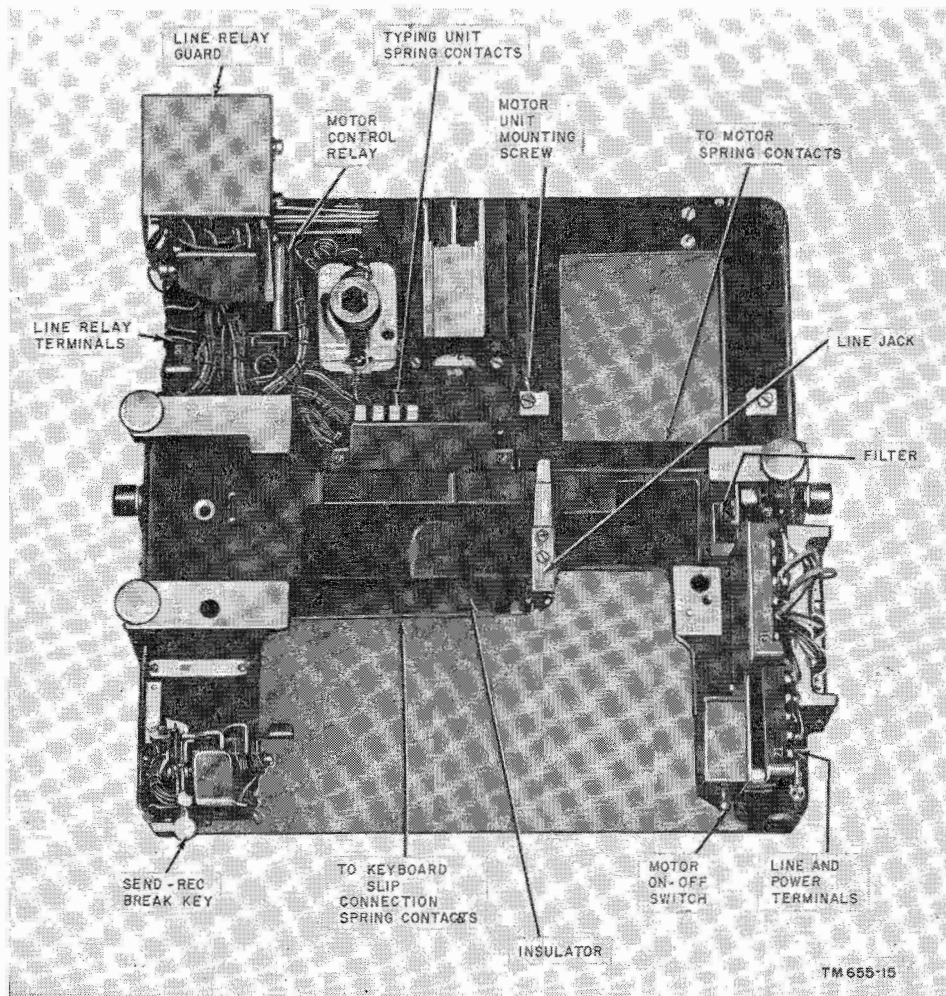 LINE RELAY
GUARD
TYPING UNIT
SPRING CONTACTS
MOTOR
CONTROL
RELAY
MOTOR
UNIT
MOUNTING
SCREW
TO MOTOR
SPRING CONTACTS
LINE RELAY
TERMINALS
LINE JACK
FILTER
SEND-REC
BREAK KEY
TO KEYBOARD
SLIP
CONNECTION
SPRING CONTACTS
INSULATOR
MOTOR
ON-OFF
SWITCH
LINE AND
POWER
TERMINALS
TM 655-15